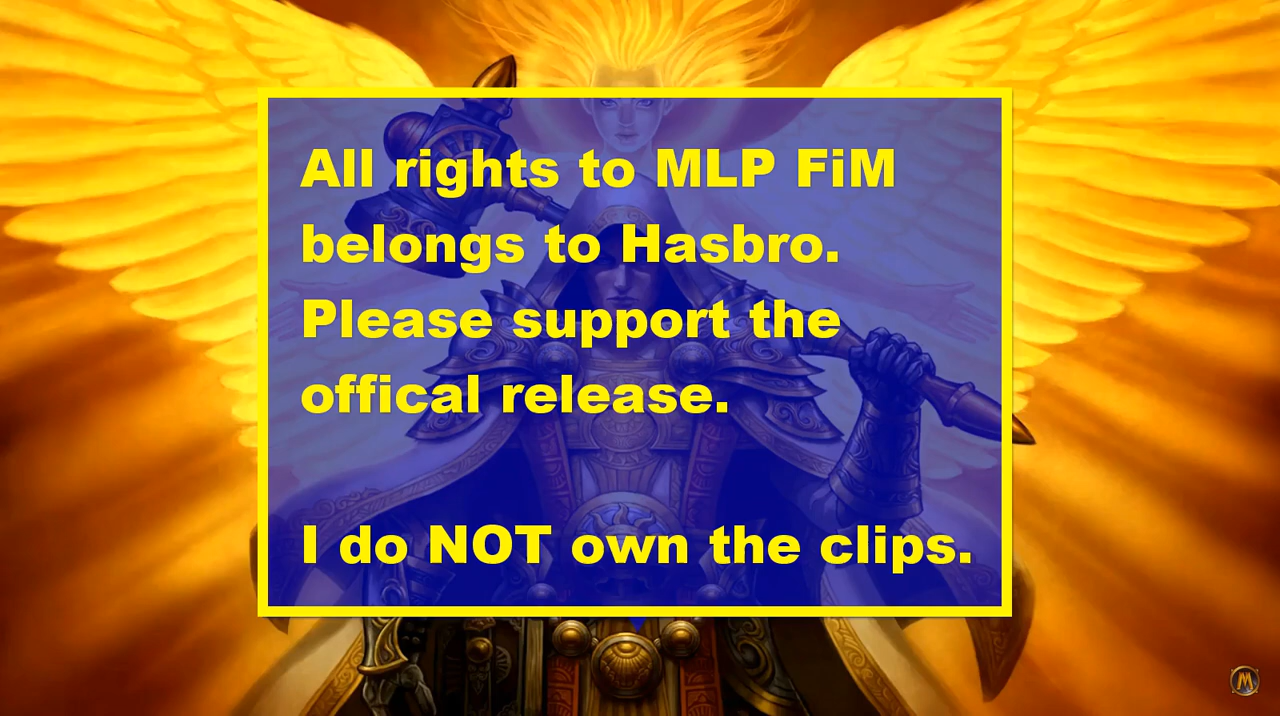 All rights to MLP FiM
belongs to Hasbro.
Please support the
offical release.
I do NOT own the clips.
M